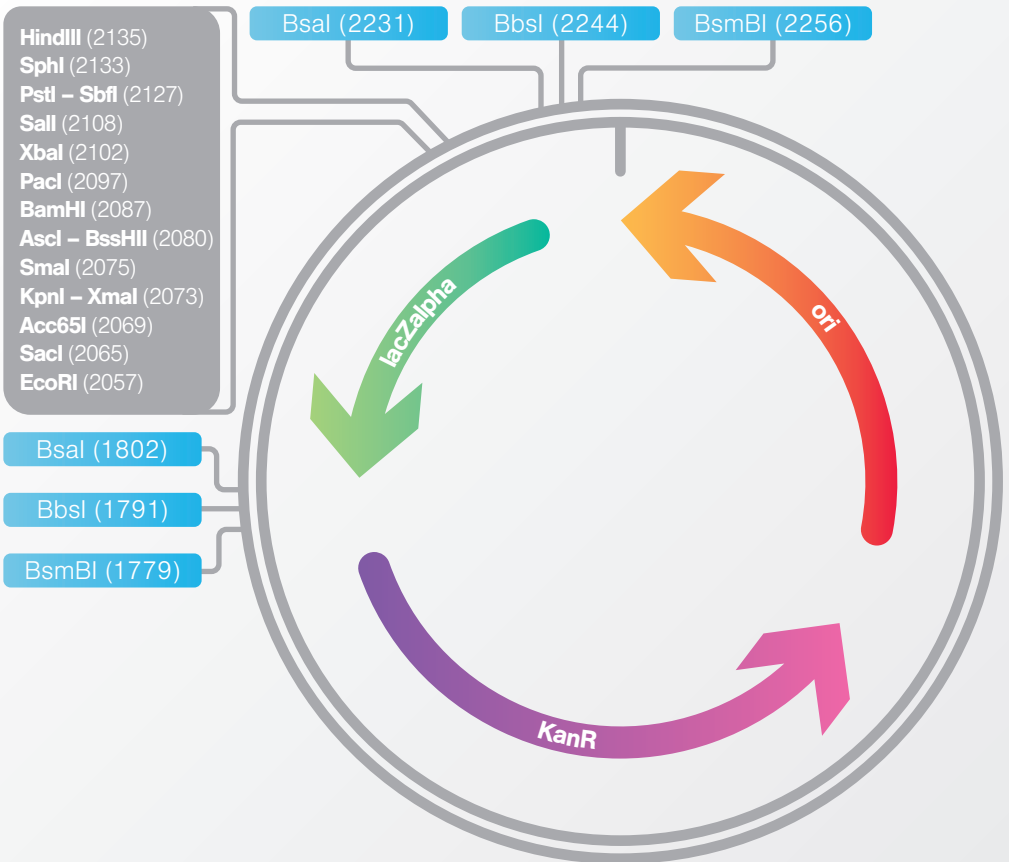 HindIII (2135)
SphI (2133)
PstI – SbfI (2127)
SalI (2108)
XbaI (2102)
PacI (2097)
BamHI (2087)
AscI – BssHII (2080)
SmaI (2075)
KpnI – XmaI (2073)
Acc65I (2069)
SacI (2065)
EcoRI (2057)
BsaI (2231)
BbsI (2244)
BsmBI (2256)
BsaI (1802)
BbsI (1791)
BsmBI (1779)
lacZalpha
ori
KanR